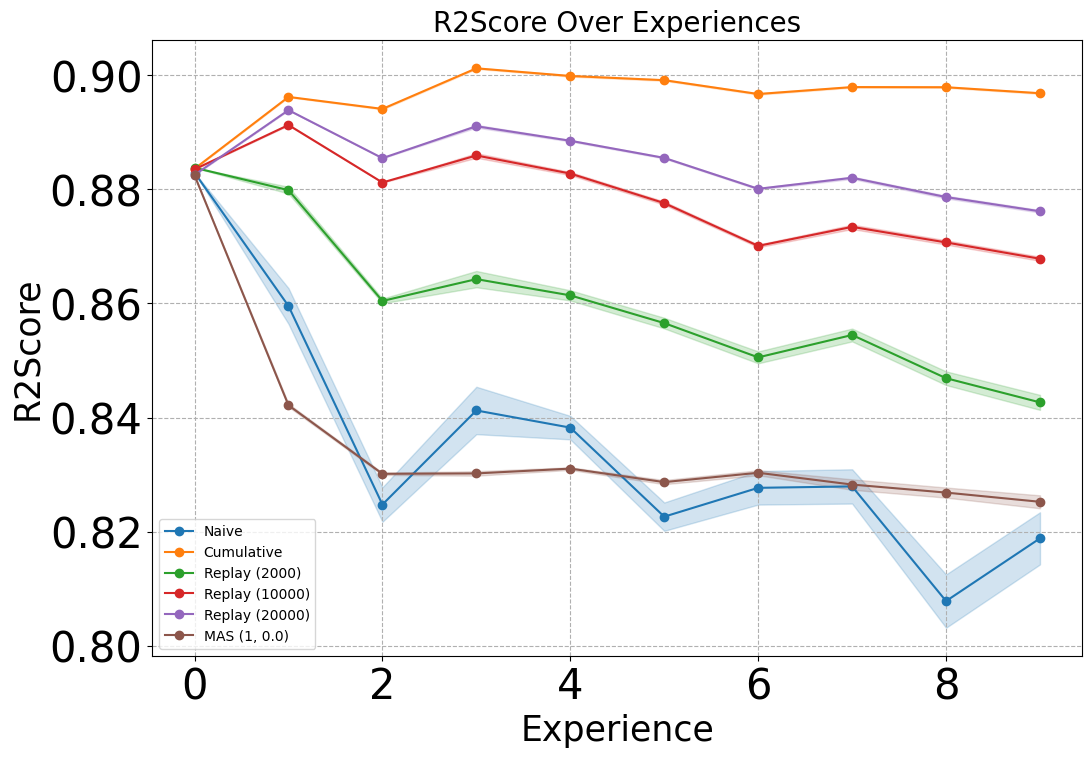 R2Score Over Experiences
R2Score
0.90
0.88
0.86
0.84
0.82
0.80
Naive
Cumulative
Replay (2000)
Replay (10000)
Replay (20000)
MAS (1, 0.0)
0 2 4 6 8
Experience